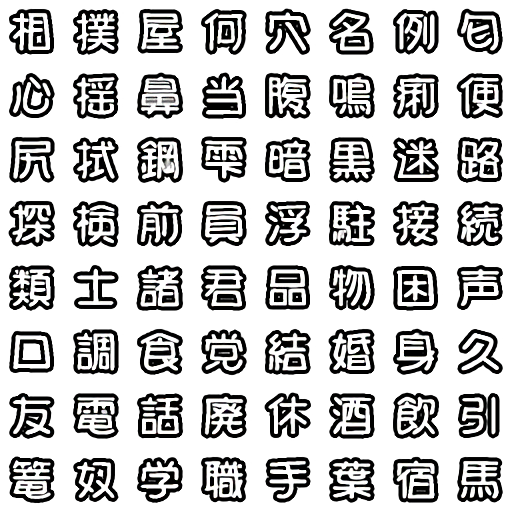 相撲屋何穴名例匂
心揺鼻当腹鳴痢便
尻拭鋼雫暗黒迷路
探検前員浮駐接続
類士諸君品物困声
口調食党結婚身久
友電話廃休酒飲引
篭奴学職手葉宿馬